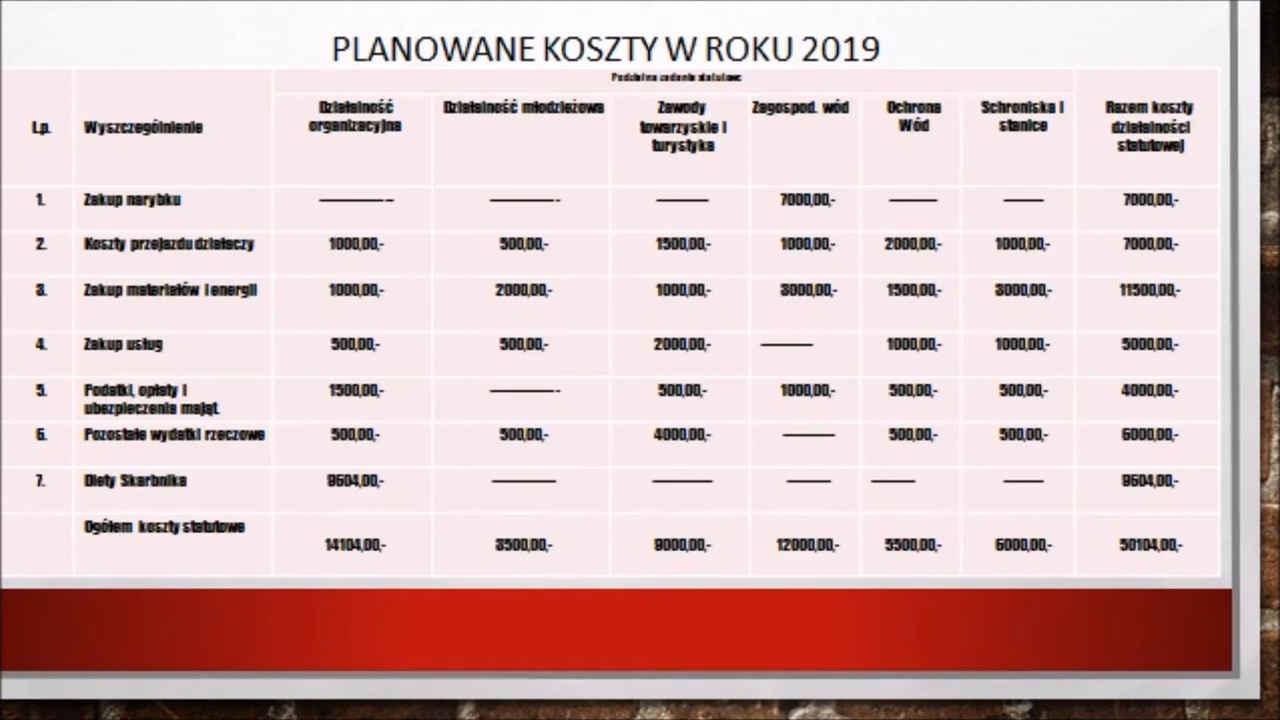 PLANOWANE KOSZTY W ROKU 2019
Podział na zadania statutowe
L.p. Wyszczególnienie Działalność organizacyjna Działalność młodzieżowa Zawody towarzyskie i turystyka Zagospod. wód Ochrona Wód Schroniska i stanice Razem koszty działalności statutowej
1. Zakup narybku ———– ———- ——— 7000,00,- ——— ——— 7000,00,-
2. Koszty przejazdu działaczy 1000,00,- 500,00,- 1500,00,- 1000,00,- 2000,00,- 1000,00,- 7000,00,-
3. Zakup materiałów i energii 1000,00,- 2000,00,- 1000,00,- 3000,00,- 1500,00,- 3000,00,- 11500,00,-
4. Zakup usług 500,00,- 500,00,- 2000,00,- ——— 1000,00,- 1000,00,- 5000,00,-
5. Podatki, opłaty i ubezpieczenia mająt. 1500,00,- ———- 500,00,- 1000,00,- 500,00,- 500,00,- 4000,00,-
6. Pozostałe wydatki rzeczowe 500,00,- 500,00,- 4000,00,- ——— 500,00,- 500,00,- 6000,00,-
7. Diety Skarbnika 9604,00,- ——— ——— ——— ——— ——— 9604,00,-
Ogółem koszty statutowe 14104,00,- 3500,00,- 9000,00,- 12000,00,- 5500,00,- 6000,00,- 50104,00,-